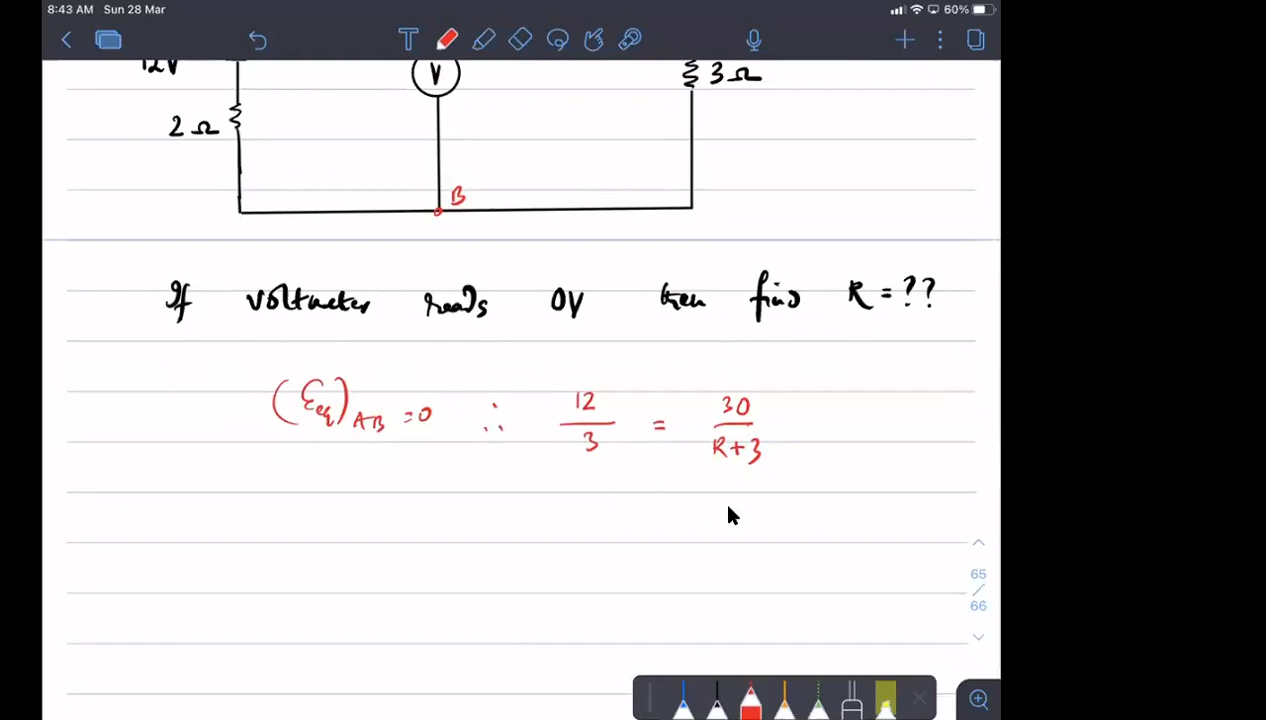 8:43 AM Sun 28 Mar
60%
T
12V
V
3 Ω
2 Ω
B
If voltmeter reads 0V then find R = ??
(Ɛeq)AB = 0 ∴ 12/3 = 30/R+3
65
/
66